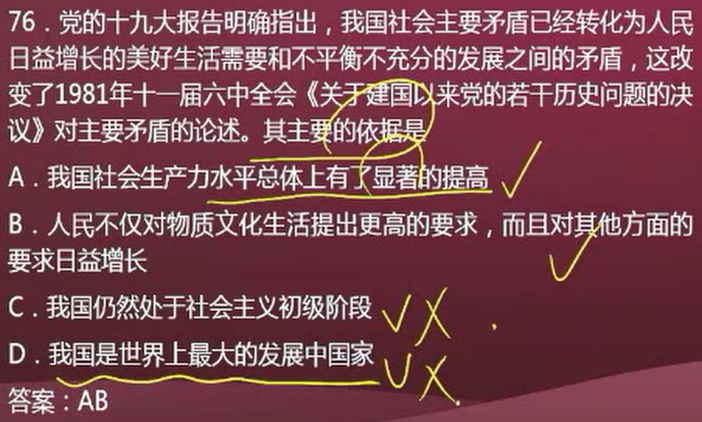 76．党的十九大报告明确指出，我国社会主要矛盾已经转化为人民
日益增长的美好生活需要和不平衡不充分的发展之间的矛盾，这改
变了1981年十一届六中全会《关于建国以来党的若干历史问题的决
议》对主要矛盾的论述。其主要的依据是
A．我国社会生产力水平总体上有了显著的提高
B．人民不仅对物质文化生活提出更高的要求，而且对其他方面的
要求日益增长
C．我国仍然处于社会主义初级阶段
D．我国是世界上最大的发展中国家
答案：AB